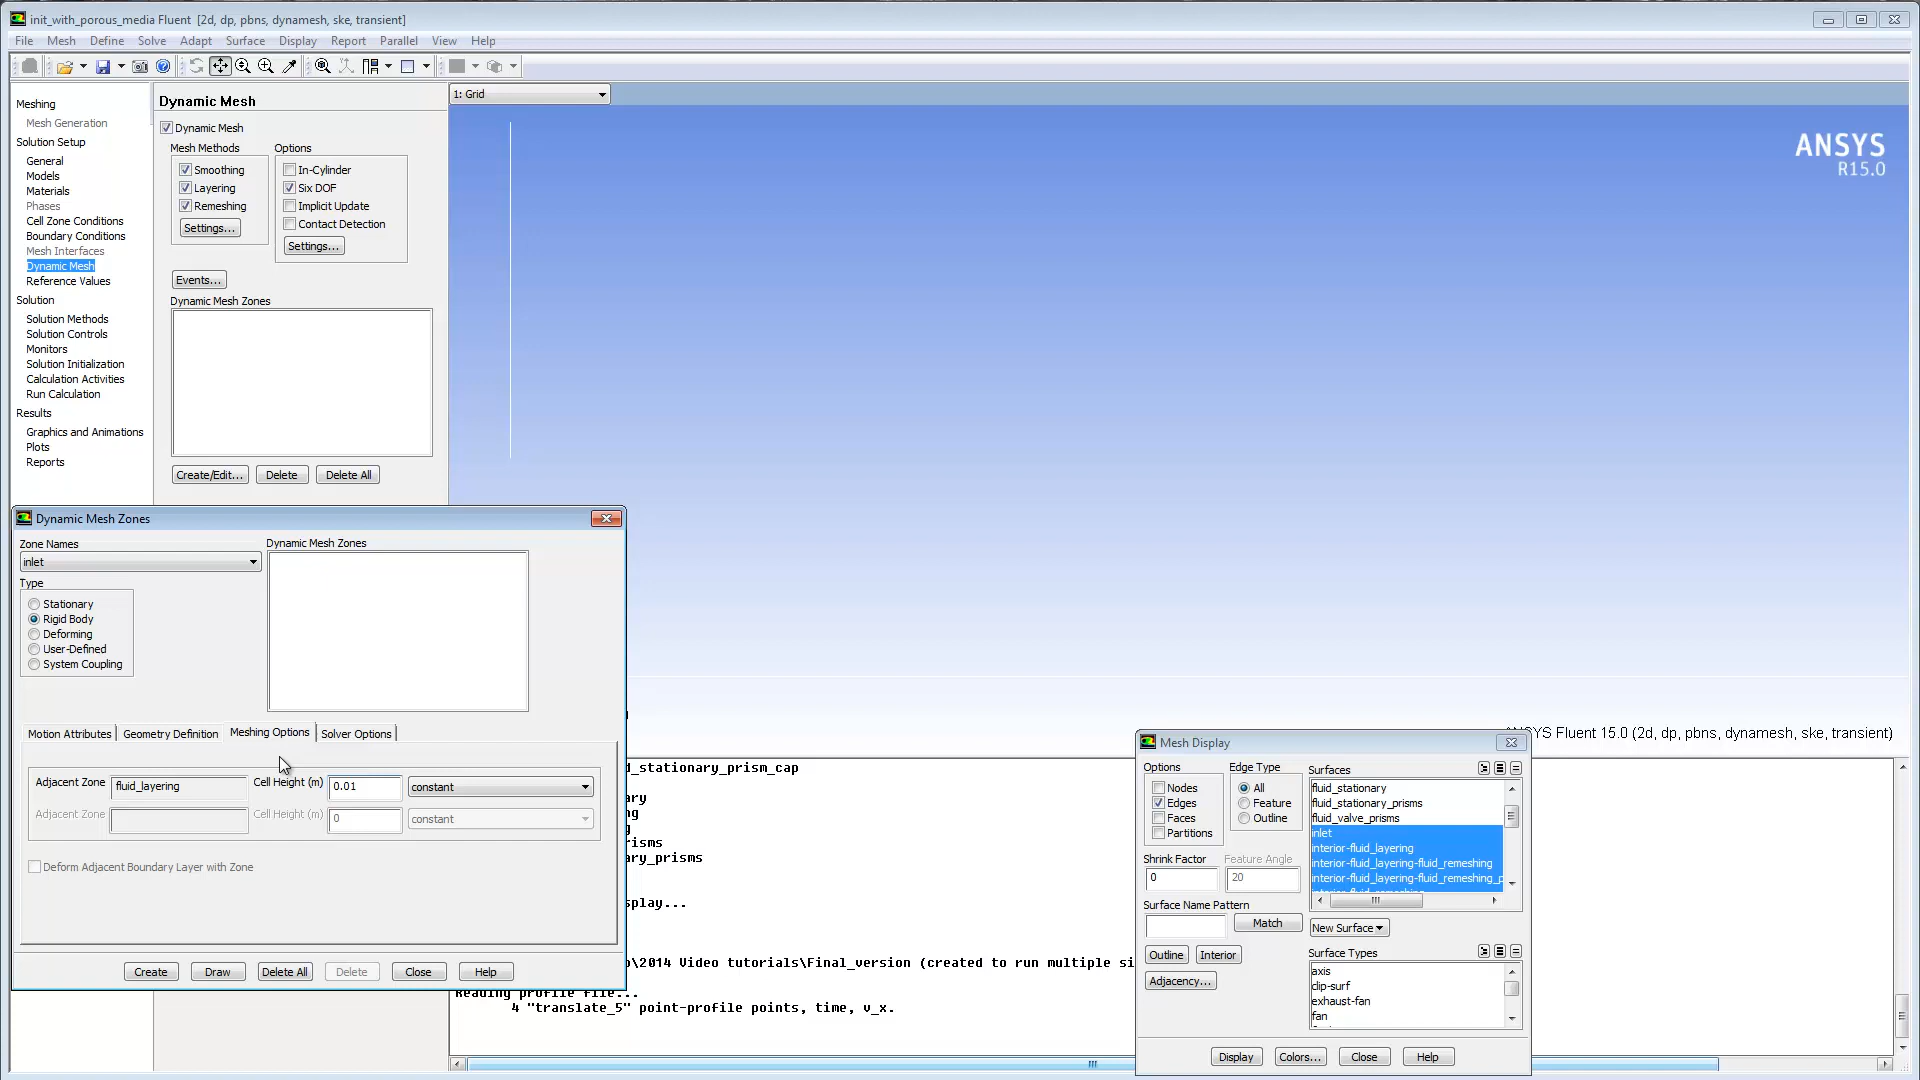 init_with_porous_media Fluent [2d, dp, pbns, dynamesh, ske, transient]
File Mesh Define Solve Adapt Surface Display Report Parallel View Help
Meshing
Mesh Generation
Solution Setup
General
Models
Materials
Phases
Cell Zone Conditions
Boundary Conditions
Mesh Interfaces
Dynamic Mesh
Reference Values
Solution
Solution Methods
Solution Controls
Monitors
Solution Initialization
Calculation Activities
Run Calculation
Results
Graphics and Animations
Plots
Reports
Dynamic Mesh
Dynamic Mesh
Mesh Methods
Smoothing
Layering
Remeshing
Settings...
Options
In-Cylinder
Six DOF
Implicit Update
Contact Detection
Settings...
Events...
Dynamic Mesh Zones
Create/Edit... Delete Delete All
1: Grid
ANSYS
R15.0
YS Fluent 15.0 (2d, dp, pbns, dynamesh, ske, transient)
Dynamic Mesh Zones
Zone Names
inlet
Type
Stationary
Rigid Body
Deforming
User-Defined
System Coupling
Dynamic Mesh Zones
Motion Attributes Geometry Definition Meshing Options Solver Options
Adjacent Zone fluid_layering Cell Height (m) 0.01 constant
Adjacent Zone Cell Height (m) 0 constant
Deform Adjacent Boundary Layer with Zone
Create Draw Delete All Delete Close Help
d_stationary_prism_cap
ary
ng
g
risms
ary_prisms
splay...
o\2014 Video tutorials\Final_version (created to run multiple si
Reading profile file...
4 "translate_5" point-profile points, time, v_x.
Mesh Display
Options
Nodes
Edges
Faces
Partitions
Edge Type
All
Feature
Outline
Shrink Factor Feature Angle
0 20
Surface Name Pattern
Match
Outline Interior
Adjacency...
Surfaces
fluid_stationary
fluid_stationary_prisms
fluid_valve_prisms
inlet
interior-fluid_layering
interior-fluid_layering-fluid_remeshing
interior-fluid_layering-fluid_remeshing_p
interior-fluid_remeshing
New Surface
Surface Types
axis
clip-surf
exhaust-fan
fan
Display Colors... Close Help